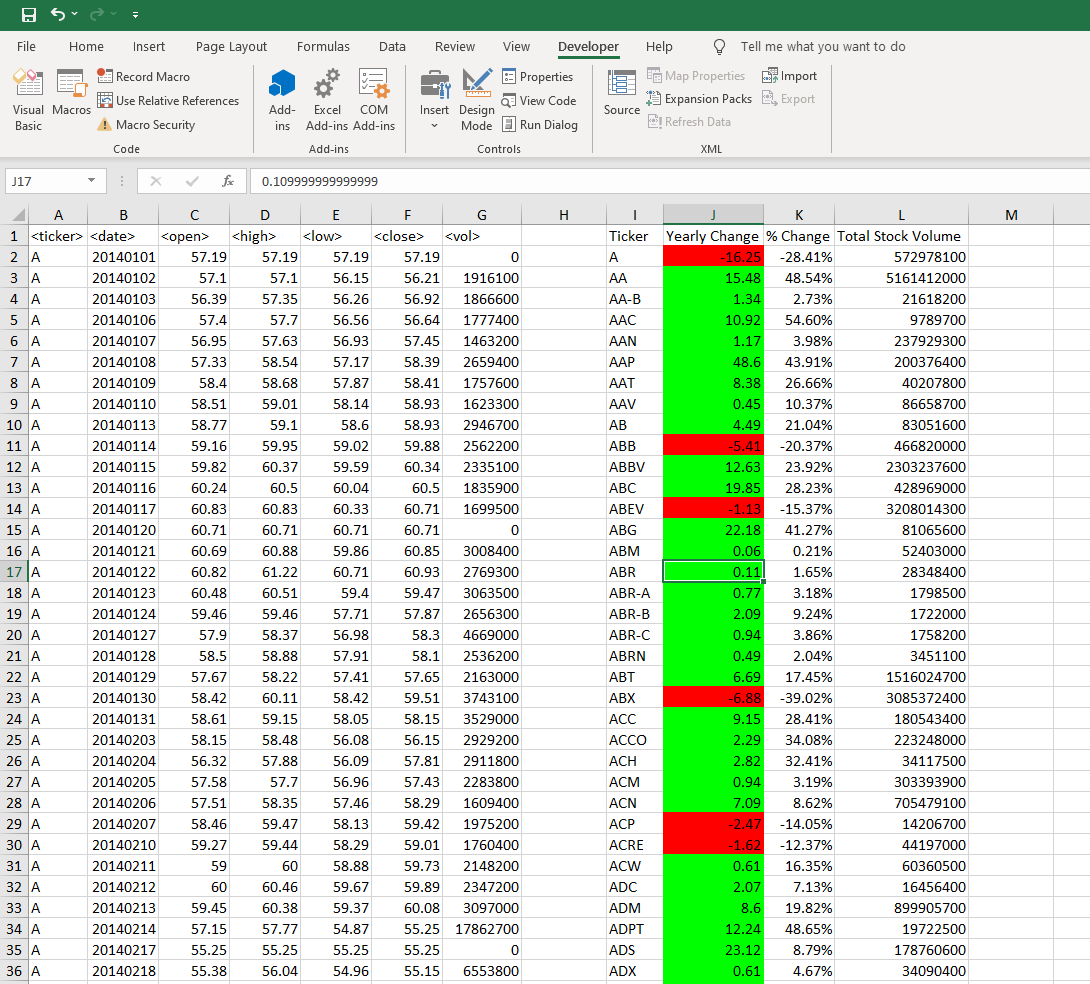 File Home Insert Page Layout Formulas Data Review View Developer Help Tell me what you want to do
Visual Basic
Macros
Record Macro
Use Relative References
Macro Security
Code
Add-ins
Excel Add-ins
COM Add-ins
Add-ins
Insert
Design Mode
Properties
View Code
Run Dialog
Controls
Source
Map Properties
Expansion Packs
Refresh Data
Import
Export
XML
J17 fx 0.109999999999999
A B C D E F G H I J K L M
1 <ticker> <date> <open> <high> <low> <close> <vol> Ticker Yearly Change % Change Total Stock Volume
2 A 20140101 57.19 57.19 57.19 57.19 0 A -16.25 -28.41% 572978100
3 A 20140102 57.1 57.1 56.15 56.21 1916100 AA 15.48 48.54% 5161412000
4 A 20140103 56.39 57.35 56.26 56.92 1866600 AA-B 1.34 2.73% 21618200
5 A 20140106 57.4 57.7 56.56 56.64 1777400 AAC 10.92 54.60% 9789700
6 A 20140107 56.95 57.63 56.93 57.45 1463200 AAN 1.17 3.98% 237929300
7 A 20140108 57.33 58.54 57.17 58.39 2659400 AAP 48.6 43.91% 200376400
8 A 20140109 58.4 58.68 57.87 58.41 1757600 AAT 8.38 26.66% 40207800
9 A 20140110 58.51 59.01 58.14 58.93 1623300 AAV 0.45 10.37% 86658700
10 A 20140113 58.77 59.1 58.6 58.93 2946700 AB 4.49 21.04% 83051600
11 A 20140114 59.16 59.95 59.02 59.88 2562200 ABB -5.41 -20.37% 466820000
12 A 20140115 59.82 60.37 59.59 60.34 2335100 ABBV 12.63 23.92% 2303237600
13 A 20140116 60.24 60.5 60.04 60.5 1835900 ABC 19.85 28.23% 428969000
14 A 20140117 60.83 60.83 60.33 60.71 1699500 ABEV -1.13 -15.37% 3208014300
15 A 20140120 60.71 60.71 60.71 60.71 0 ABG 22.18 41.27% 81065600
16 A 20140121 60.69 60.88 59.86 60.85 3008400 ABM 0.06 0.21% 52403000
17 A 20140122 60.82 61.22 60.71 60.93 2769300 ABR 0.11 1.65% 28348400
18 A 20140123 60.48 60.51 59.4 59.47 3063500 ABR-A 0.77 3.18% 1798500
19 A 20140124 59.46 59.46 57.71 57.87 2656300 ABR-B 2.09 9.24% 1722000
20 A 20140127 57.9 58.37 56.98 58.3 4669000 ABR-C 0.94 3.86% 1758200
21 A 20140128 58.5 58.88 57.91 58.1 2536200 ABRN 0.49 2.04% 3451100
22 A 20140129 57.67 58.22 57.41 57.65 2163000 ABT 6.69 17.45% 1516024700
23 A 20140130 58.42 60.11 58.42 59.51 3743100 ABX -6.88 -39.02% 3085372400
24 A 20140131 58.61 59.15 58.05 58.15 3529000 ACC 9.15 28.41% 180543400
25 A 20140203 58.15 58.48 56.08 56.15 2929200 ACCO 2.29 34.08% 223248000
26 A 20140204 56.32 57.88 56.09 57.81 2911800 ACH 2.82 32.41% 34117500
27 A 20140205 57.58 57.7 56.96 57.43 2283800 ACM 0.94 3.19% 303393900
28 A 20140206 57.51 58.35 57.46 58.29 1609400 ACN 7.09 8.62% 705479100
29 A 20140207 58.46 59.47 58.13 59.42 1975200 ACP -2.47 -14.05% 14206700
30 A 20140210 59.27 59.44 58.29 59.01 1760400 ACRE -1.62 -12.37% 44197000
31 A 20140211 59 60 58.88 59.73 2148200 ACW 0.61 16.35% 60360500
32 A 20140212 60 60.46 59.67 59.89 2347200 ADC 2.07 7.13% 16456400
33 A 20140213 59.45 60.38 59.37 60.08 3097000 ADM 8.6 19.82% 899905700
34 A 20140214 57.15 57.77 54.87 55.25 17862700 ADPT 12.24 48.65% 19722500
35 A 20140217 55.25 55.25 55.25 55.25 0 ADS 23.12 8.79% 178760600
36 A 20140218 55.38 56.04 54.96 55.15 6553800 ADX 0.61 4.67% 34090400